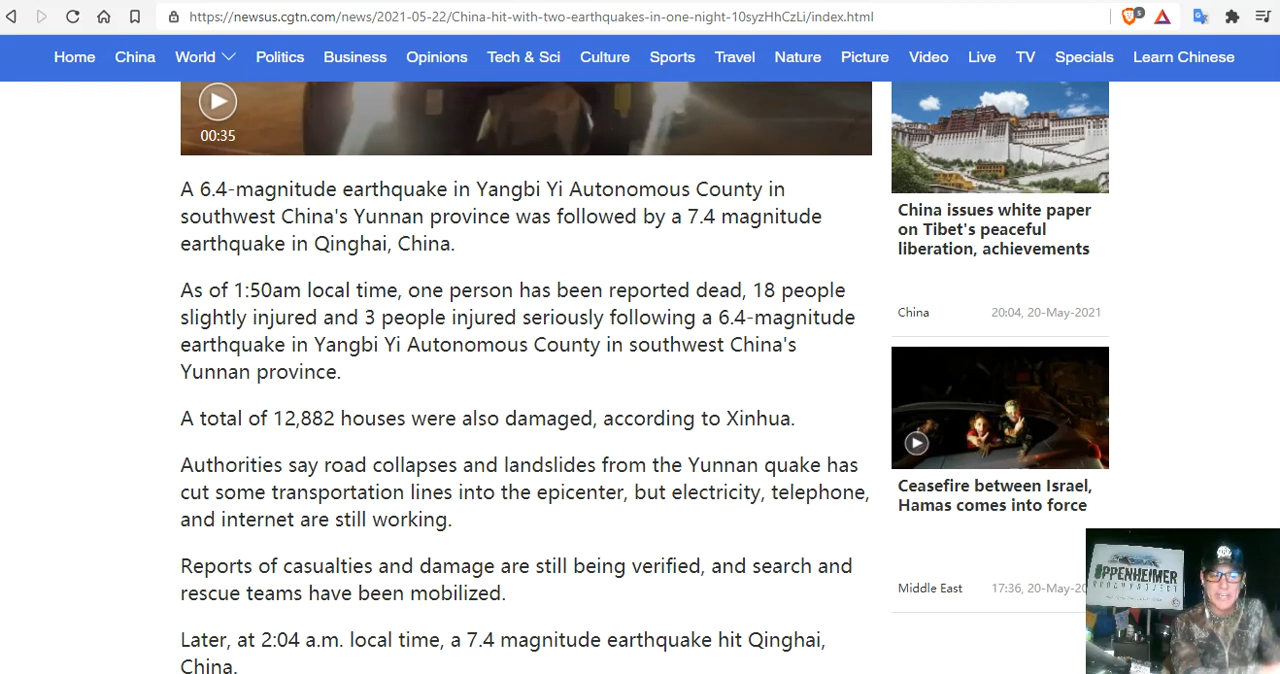 https://newsus.cgtn.com/news/2021-05-22/China-hit-with-two-earthquakes-in-one-night-10syzHhCzLi/index.html
5
Home China World Politics Business Opinions Tech & Sci Culture Sports Travel Nature Picture Video Live TV Specials Learn Chinese
00:35
A 6.4-magnitude earthquake in Yangbi Yi Autonomous County in
southwest China's Yunnan province was followed by a 7.4 magnitude
earthquake in Qinghai, China.
As of 1:50am local time, one person has been reported dead, 18 people
slightly injured and 3 people injured seriously following a 6.4-magnitude
earthquake in Yangbi Yi Autonomous County in southwest China's
Yunnan province.
A total of 12,882 houses were also damaged, according to Xinhua.
Authorities say road collapses and landslides from the Yunnan quake has
cut some transportation lines into the epicenter, but electricity, telephone,
and internet are still working.
Reports of casualties and damage are still being verified, and search and
rescue teams have been mobilized.
Later, at 2:04 a.m. local time, a 7.4 magnitude earthquake hit Qinghai,
China.
China issues white paper
on Tibet's peaceful
liberation, achievements
China 20:04, 20-May-2021
Ceasefire between Israel,
Hamas comes into force
Middle East 17:36, 20-May-20
OPPENHEIMER